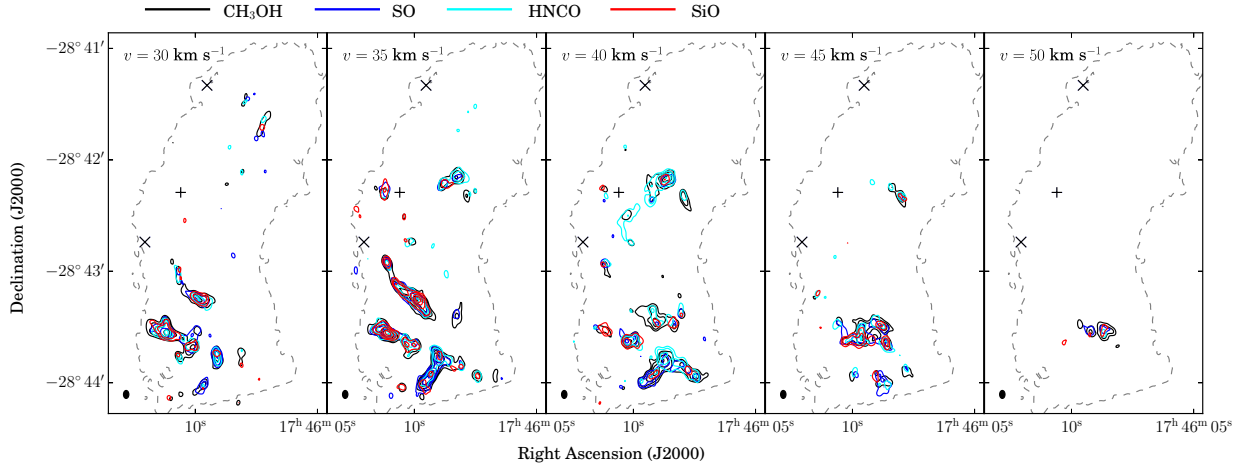 CH₃OH SO HNCO SiO
v = 30 km s⁻¹ v = 35 km s⁻¹ v = 40 km s⁻¹ v = 45 km s⁻¹ v = 50 km s⁻¹
−28°41′
−28°42′
−28°43′
−28°44′
Declination (J2000)
10ˢ 17ʰ 46ᵐ 05ˢ 10ˢ 17ʰ 46ᵐ 05ˢ 10ˢ 17ʰ 46ᵐ 05ˢ 10ˢ 17ʰ 46ᵐ 05ˢ 10ˢ 17ʰ 46ᵐ 05ˢ
Right Ascension (J2000)